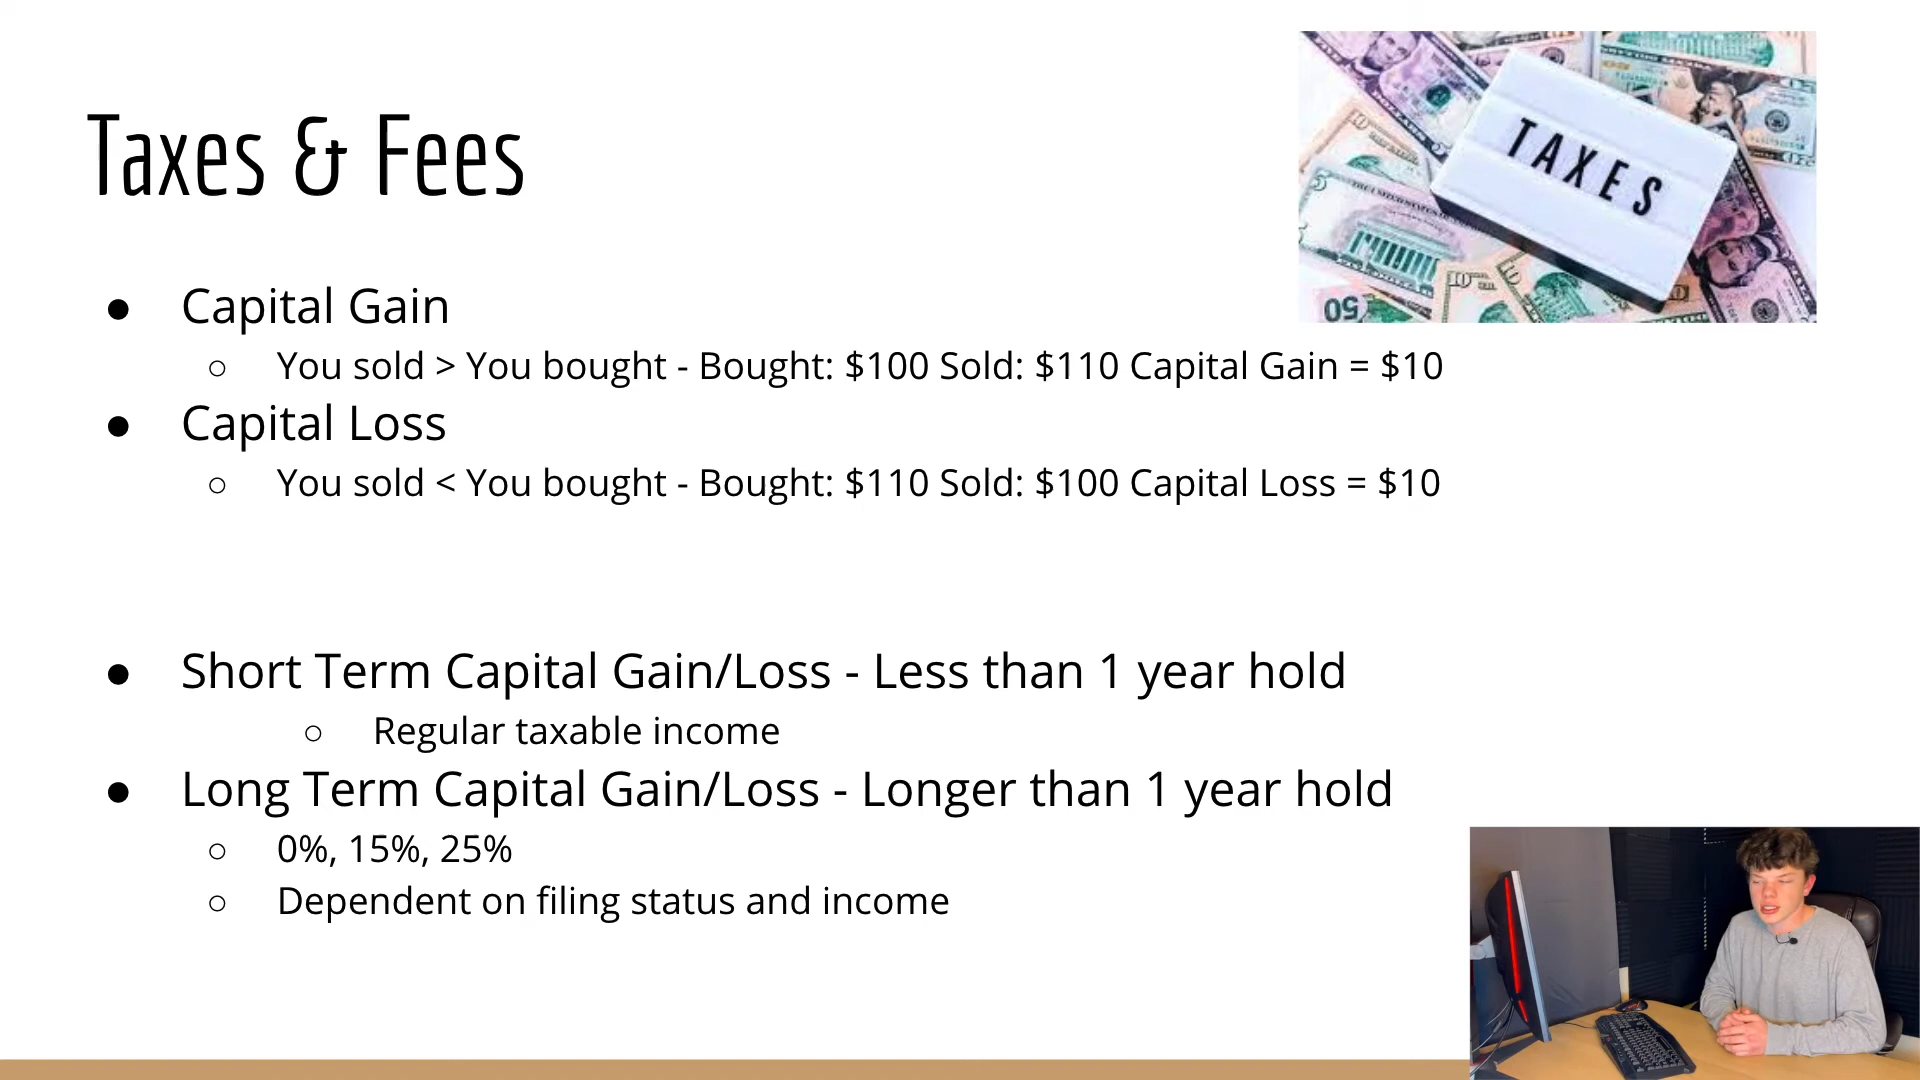 Taxes & Fees
TAXES
● Capital Gain
○ You sold > You bought - Bought: $100 Sold: $110 Capital Gain = $10
● Capital Loss
○ You sold < You bought - Bought: $110 Sold: $100 Capital Loss = $10
● Short Term Capital Gain/Loss - Less than 1 year hold
○ Regular taxable income
● Long Term Capital Gain/Loss - Longer than 1 year hold
○ 0%, 15%, 25%
○ Dependent on filing status and income